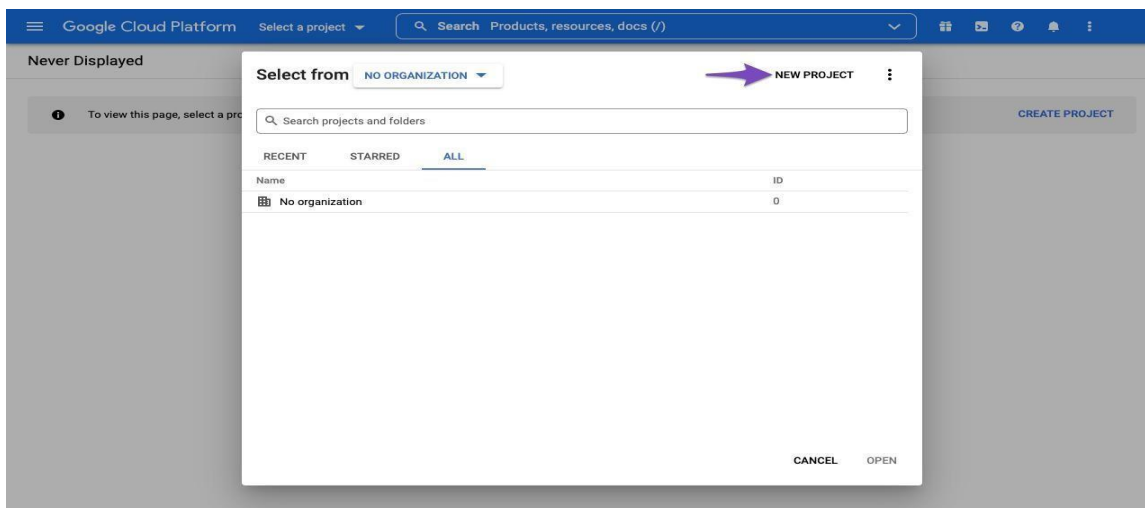 Google Cloud Platform Select a project Search Products, resources, docs (/)
Never Displayed
Select from NO ORGANIZATION NEW PROJECT
To view this page, select a pro
CREATE PROJECT
Search projects and folders
RECENT STARRED ALL
Name ID
No organization 0
CANCEL OPEN